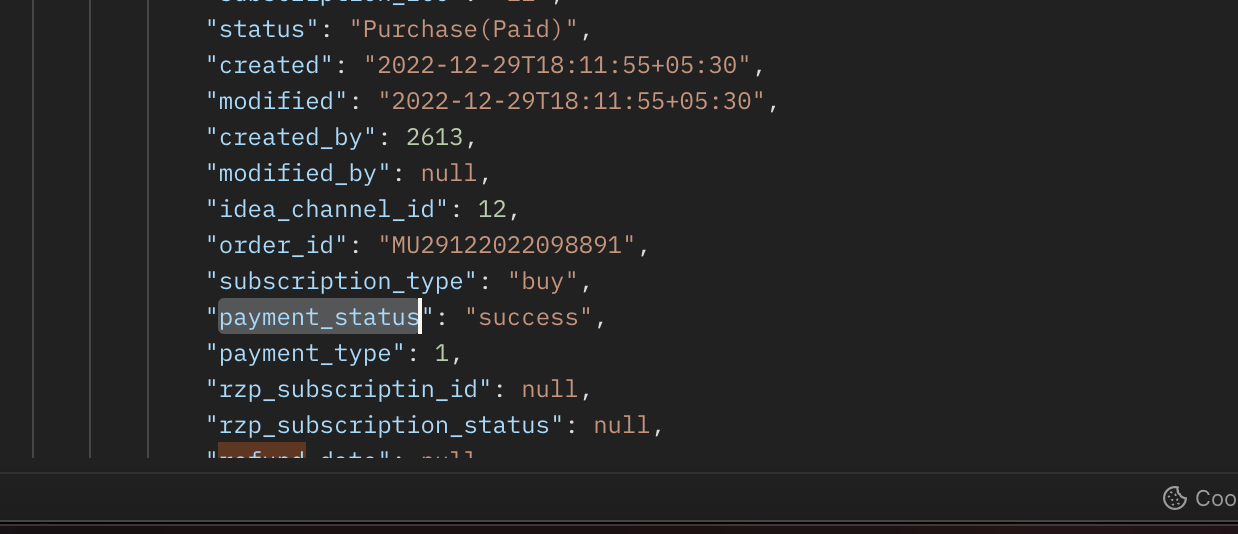 "status": "Purchase(Paid)",
"created": "2022-12-29T18:11:55+05:30",
"modified": "2022-12-29T18:11:55+05:30",
"created_by": 2613,
"modified_by": null,
"idea_channel_id": 12,
"order_id": "MU29122022098891",
"subscription_type": "buy",
"payment_status": "success",
"payment_type": 1,
"rzp_subscriptin_id": null,
"rzp_subscription_status": null,
"refund_date": null
Coo